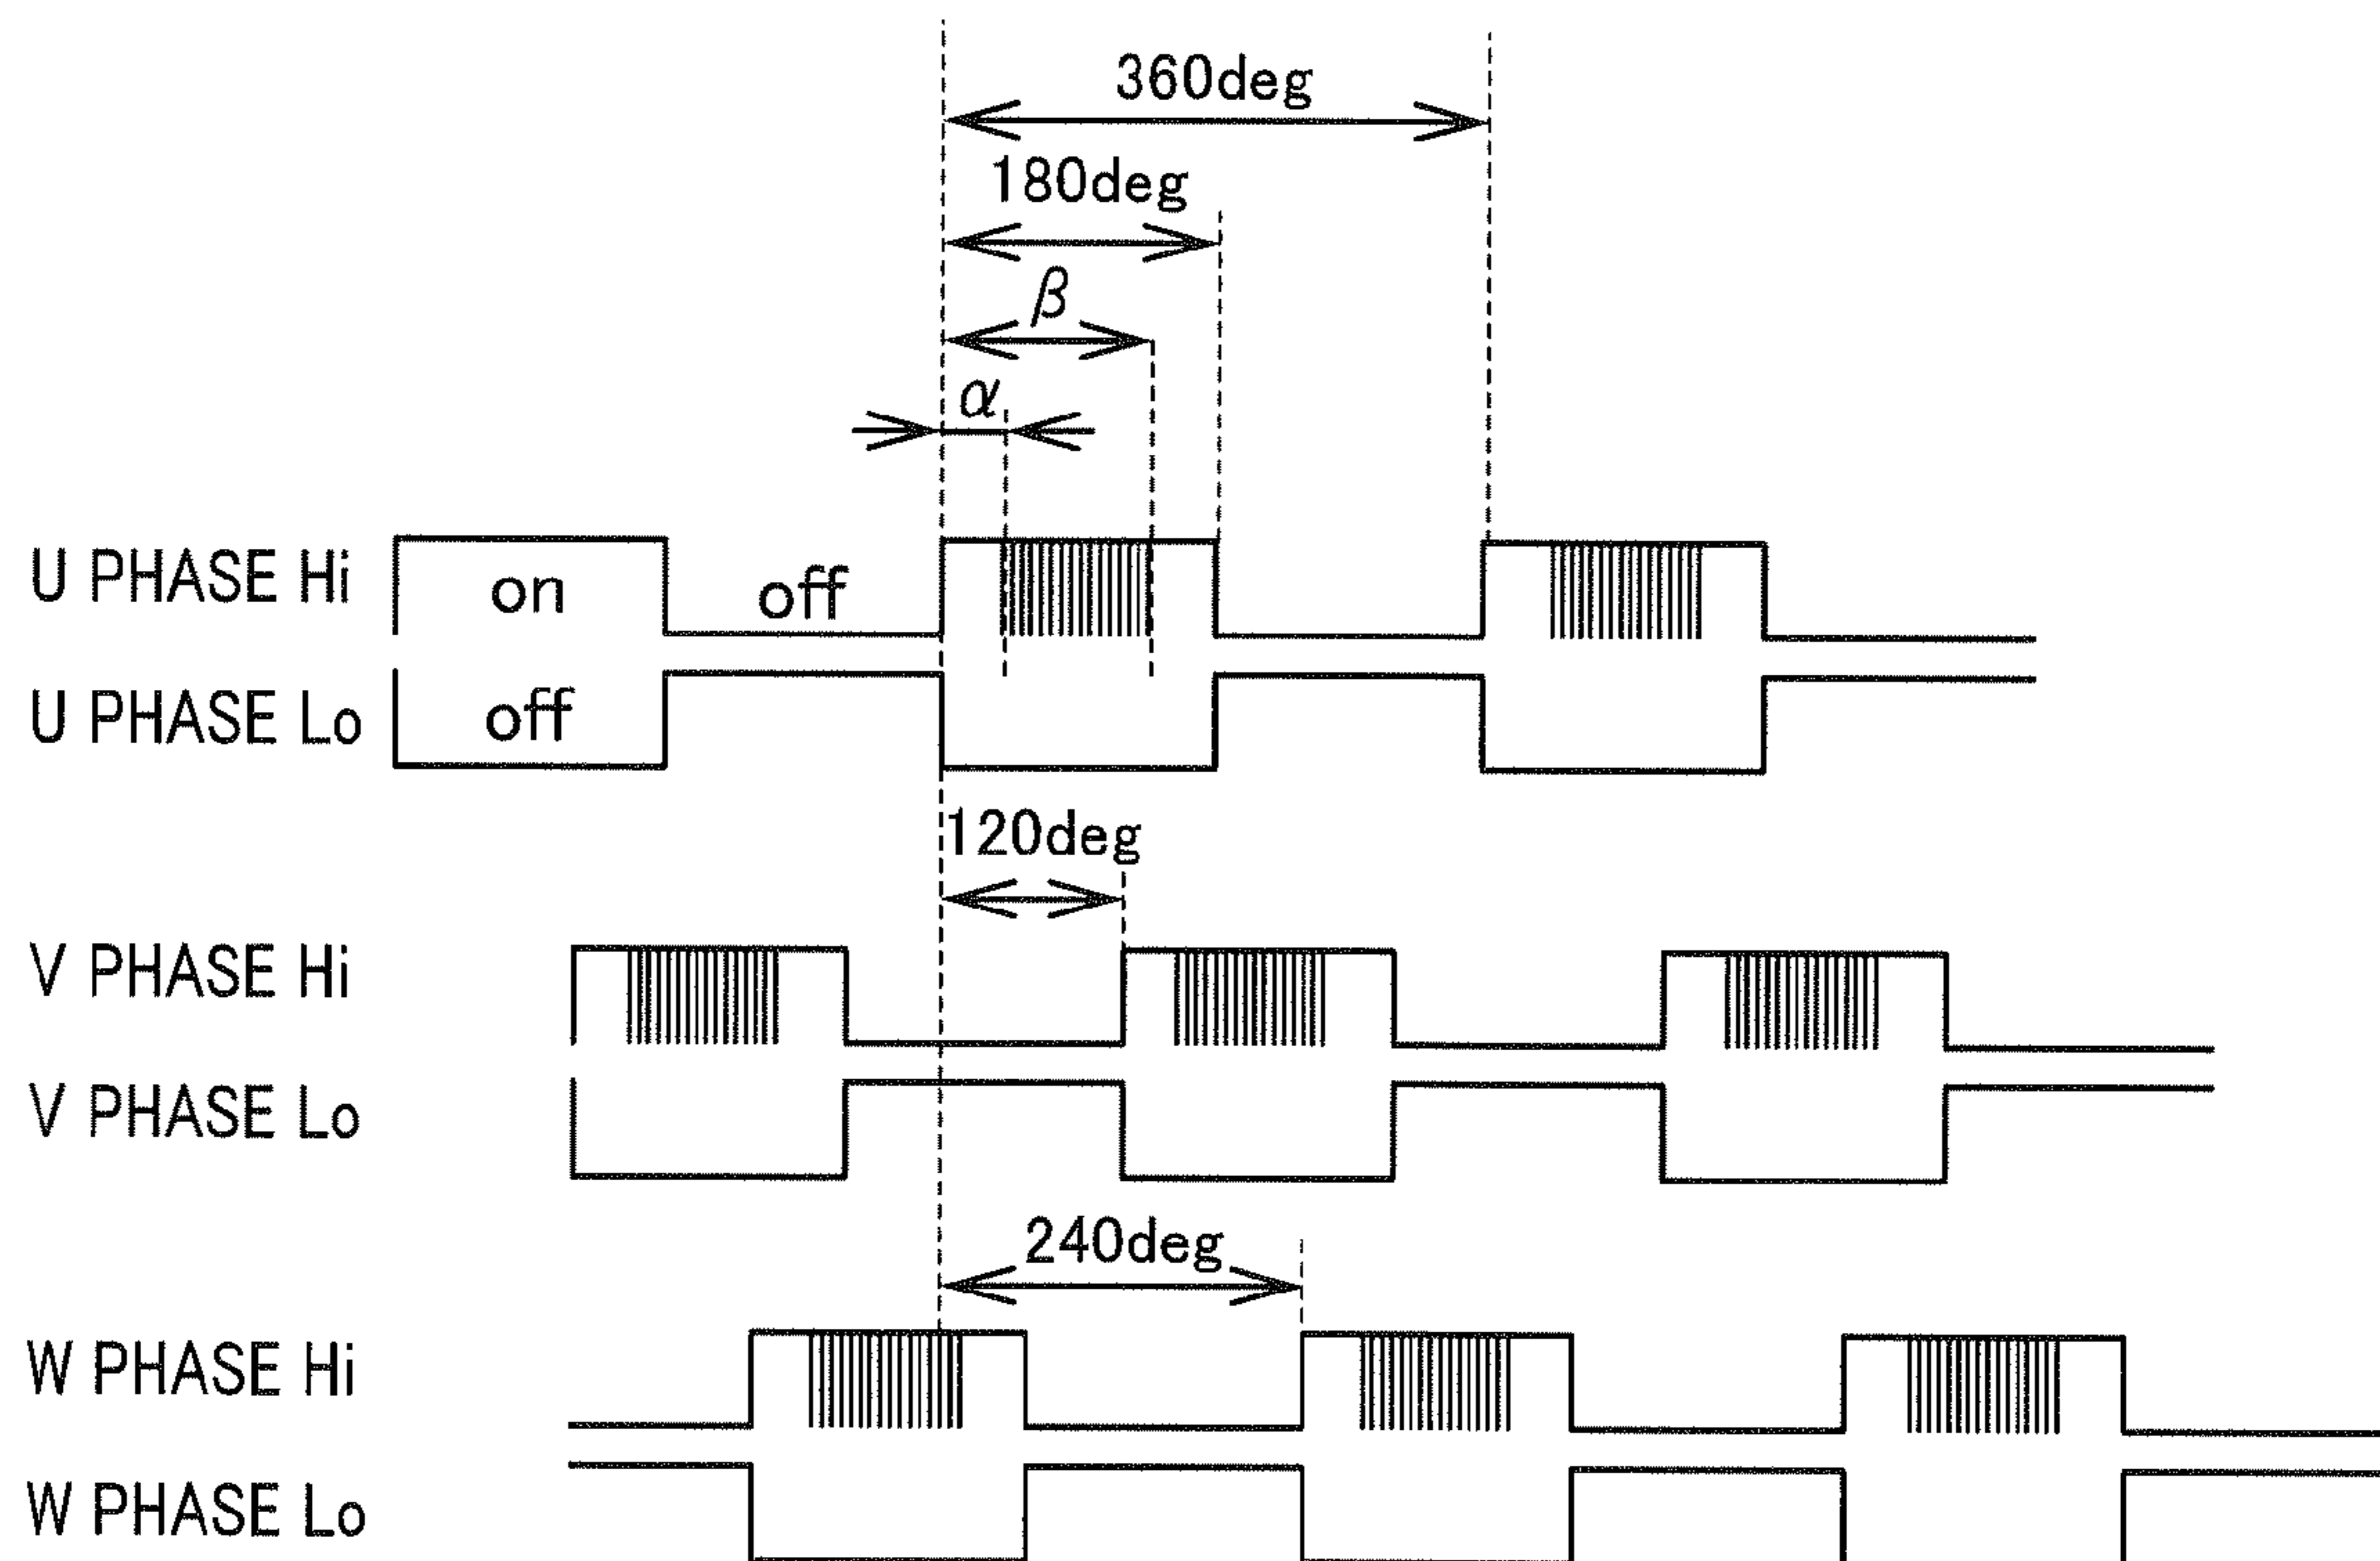 360deg
180deg
β
α
U PHASE Hi
on
off
U PHASE Lo
off
120deg
V PHASE Hi
V PHASE Lo
240deg
W PHASE Hi
W PHASE Lo